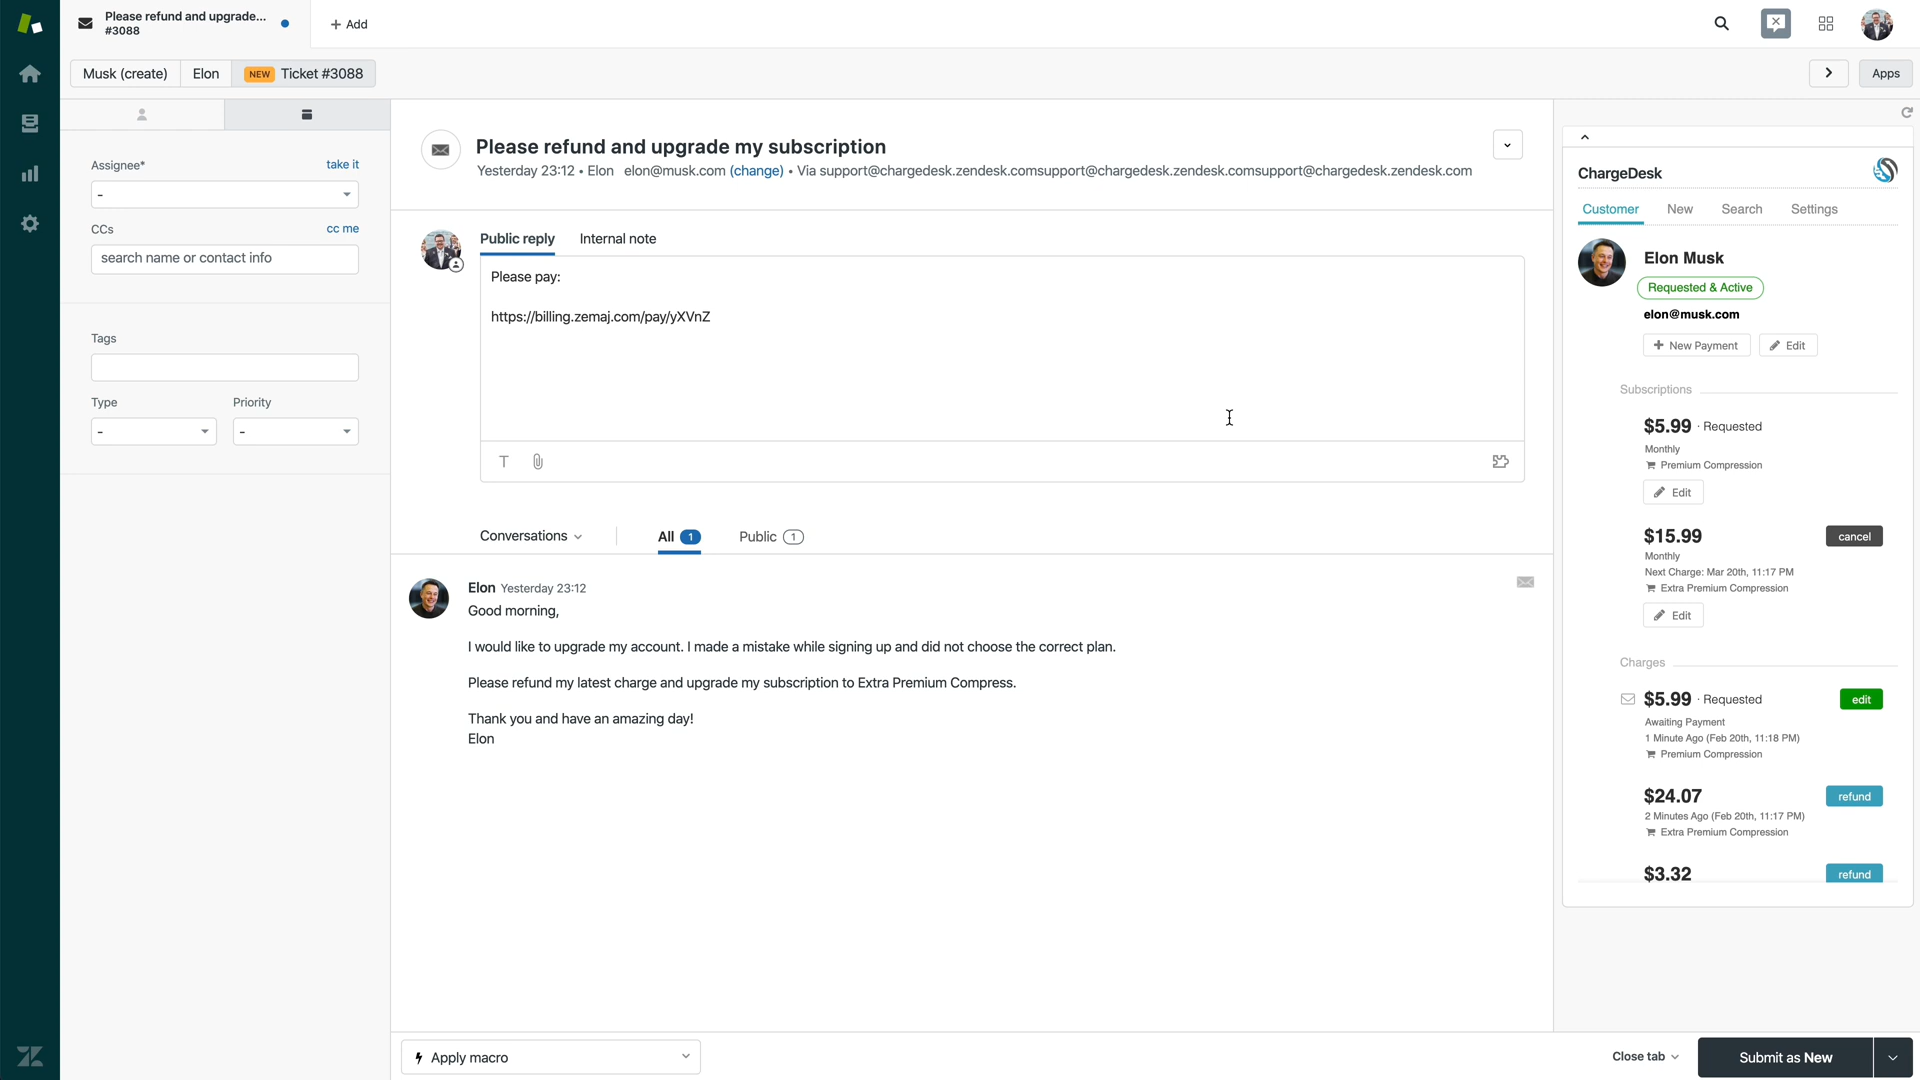 Please refund and upgrade...
#3088
+ Add
Musk (create)
Elon
NEW Ticket #3088
Apps
Assignee*
take it
-
CCs
cc me
search name or contact info
Tags
Type
Priority
-
-
Please refund and upgrade my subscription
Yesterday 23:12 • Elon elon@musk.com (change) • Via support@chargedesk.zendesk.comsupport@chargedesk.zendesk.comsupport@chargedesk.zendesk.com
Public reply
Internal note
Please pay:
https://billing.zemaj.com/pay/yXVnZ
T
Conversations
All 1
Public 1
Elon Yesterday 23:12
Good morning,
I would like to upgrade my account. I made a mistake while signing up and did not choose the correct plan.
Please refund my latest charge and upgrade my subscription to Extra Premium Compress.
Thank you and have an amazing day!
Elon
Apply macro
ChargeDesk
Customer
New
Search
Settings
Elon Musk
Requested & Active
elon@musk.com
+ New Payment
Edit
Subscriptions
$5.99 · Requested
Monthly
Premium Compression
Edit
$15.99
cancel
Monthly
Next Charge: Mar 20th, 11:17 PM
Extra Premium Compression
Edit
Charges
$5.99 · Requested
edit
Awaiting Payment
1 Minute Ago (Feb 20th, 11:18 PM)
Premium Compression
$24.07
refund
2 Minutes Ago (Feb 20th, 11:17 PM)
Extra Premium Compression
$3.32
refund
Close tab
Submit as New